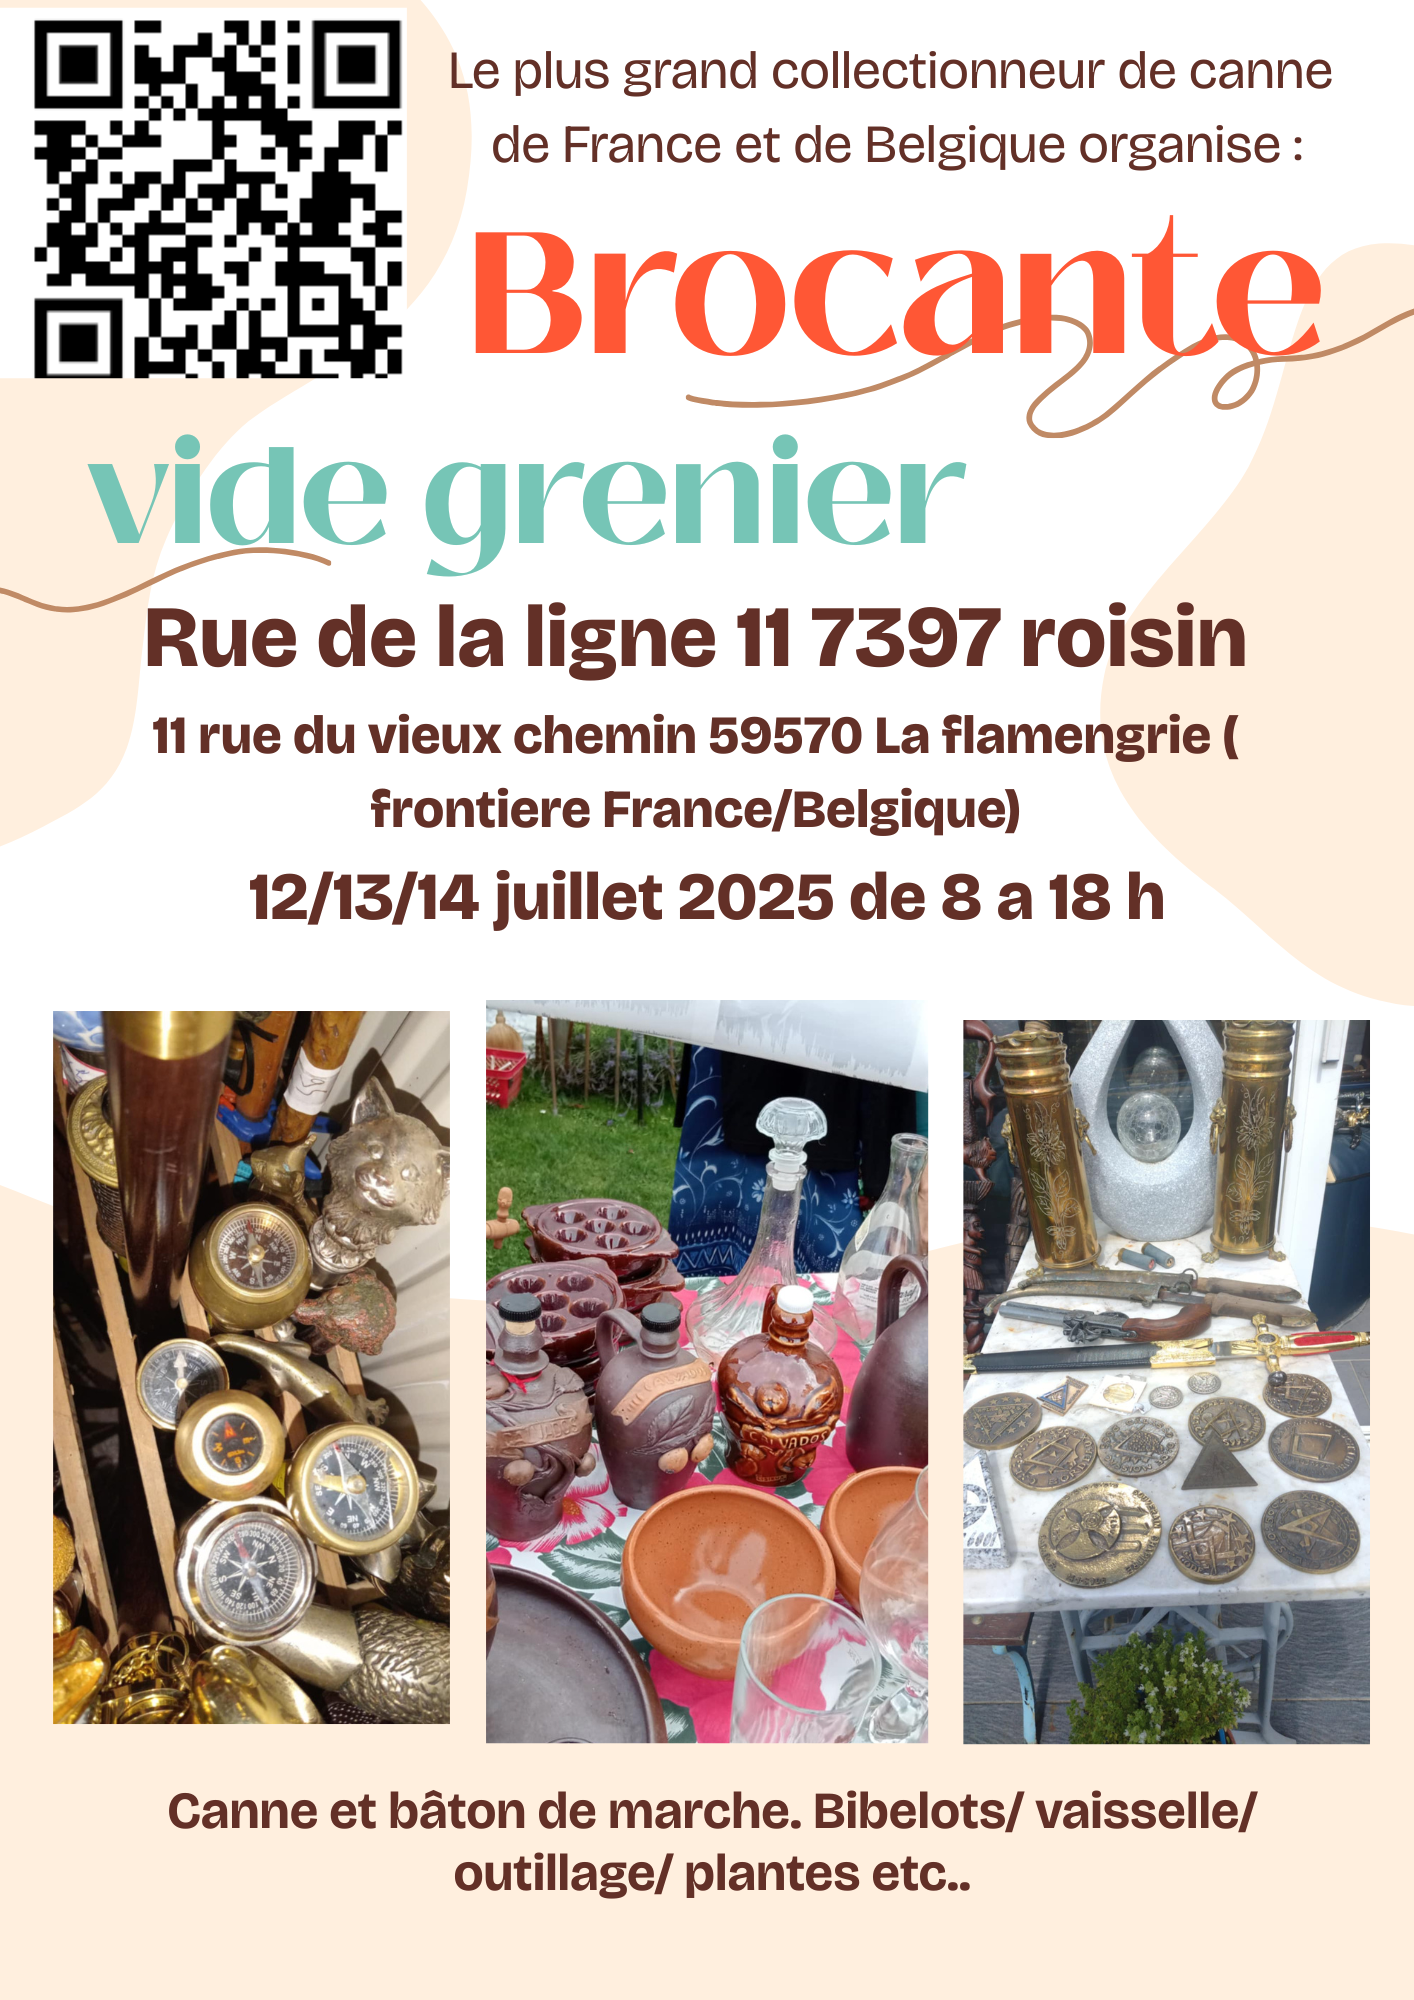 Le plus grand collectionneur de canne
de France et de Belgique organise :
Brocante
vide grenier
Rue de la ligne 11 7397 roisin
11 rue du vieux chemin 59570 La flamengrie (
frontiere France/Belgique)
12/13/14 juillet 2025 de 8 a 18 h
CALVADOS
Canne et bâton de marche. Bibelots/ vaisselle/
outillage/ plantes etc..